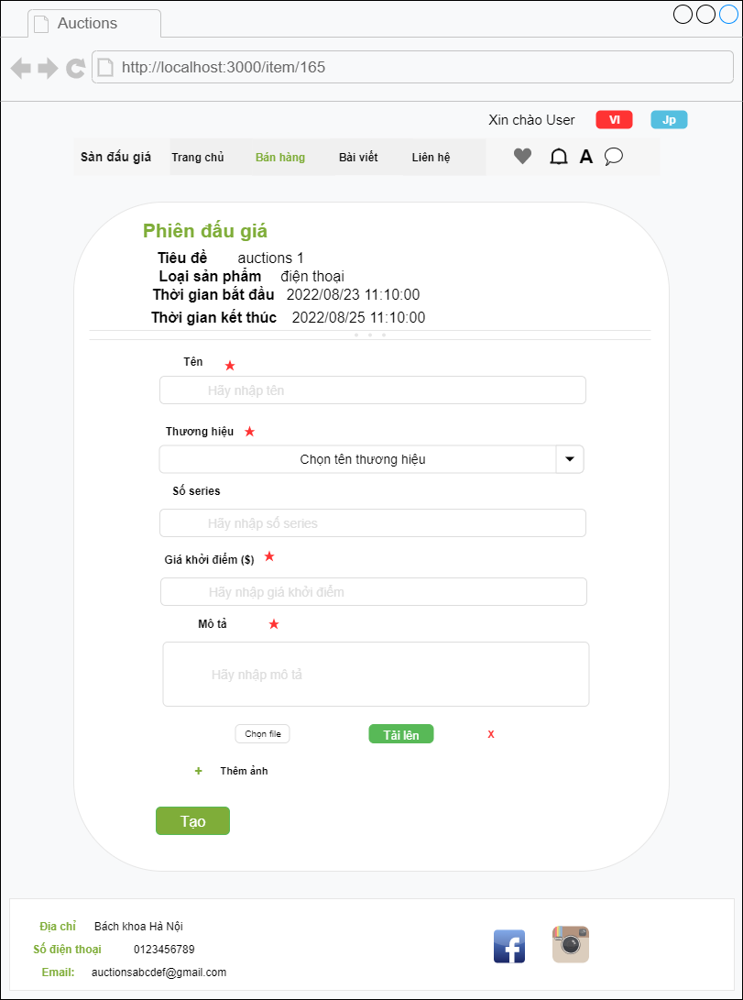 Auctions
http://localhost:3000/item/165
Xin chào User VI Jp
Sàn đấu giá Trang chủ Bán hàng Bài viết Liên hệ A
Phiên đấu giá
Tiêu đề auctions 1
Loại sản phẩm điện thoại
Thời gian bắt đầu 2022/08/23 11:10:00
Thời gian kết thúc 2022/08/25 11:10:00
Tên
Hãy nhập tên
Thương hiệu
Chọn tên thương hiệu
Số series
Hãy nhập số series
Giá khởi điểm ($)
Hãy nhập giá khởi điểm
Mô tả
Hãy nhập mô tả
Chọn file Tải lên X
+ Thêm ảnh
Tạo
Địa chỉ Bách khoa Hà Nội
Số điện thoại 0123456789
Email: auctionsabcdef@gmail.com